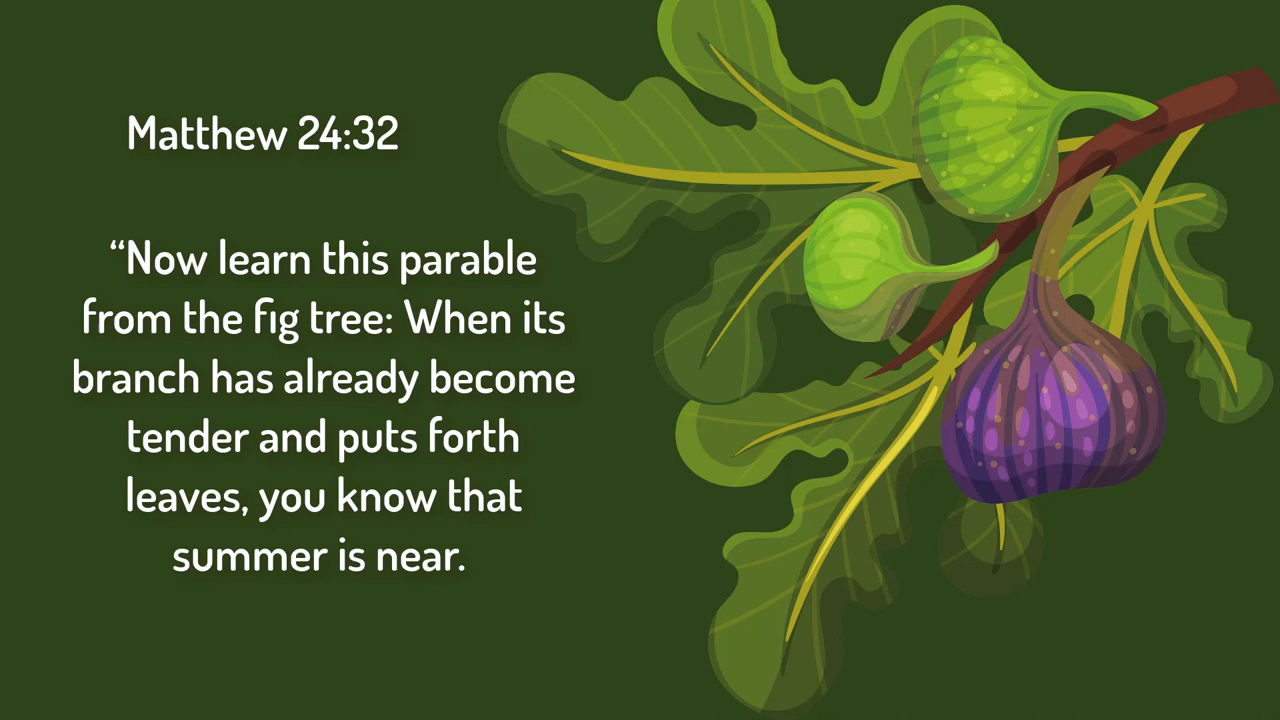 Matthew 24:32
“Now learn this parable
from the fig tree: When its
branch has already become
tender and puts forth
leaves, you know that
summer is near.